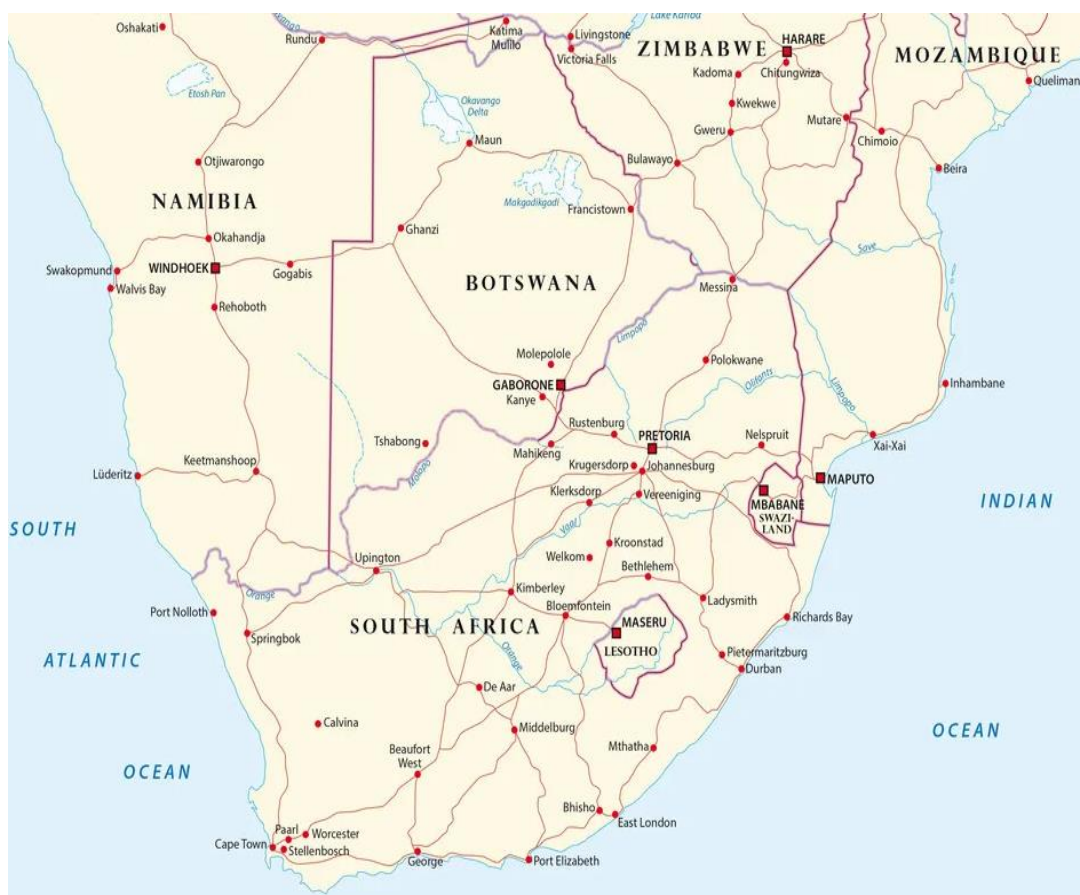 Lake Kariba
Oshakati
Okavango
Rundu
Katima
Mulilo
Livingstone
Victoria Falls
ZIMBABWE
HARARE
Chitungwiza
MOZAMBIQUE
Kadoma
Queliman
Etosh Pan
Okavango
Delta
Kwekwe
Gweru
Mutare
Chimoio
Maun
Otjiwarongo
Bulawayo
Beira
NAMIBIA
Makgadikgadi
Francistown
Okahandja
Ghanzi
Save
Swakopmund
WINDHOEK
Gogabis
Walvis Bay
BOTSWANA
Messina
Rehoboth
Limpopo
Molepolole
Polokwane
GABORONE
Kanye
Olifants
Limpopo
Inhambane
Rustenburg
PRETORIA
Nelspruit
Xai-Xai
Tshabong
Mahikeng
Keetmanshoop
Lüderitz
Molopo
Krugersdorp
Johannesburg
MAPUTO
Klerksdorp
Vereeniging
MBABANE
SWAZI-
LAND
INDIAN
SOUTH
Vaal
Kroonstad
Upington
Welkom
Bethlehem
Orange
Kimberley
Port Nolloth
Bloemfontein
Ladysmith
Richards Bay
Springbok
SOUTH AFRICA
MASERU
LESOTHO
Orange
Pietermaritzburg
Durban
ATLANTIC
De Aar
Calvina
Middelburg
OCEAN
Mthatha
Beaufort
West
OCEAN
Bhisho
East London
Paarl
Worcester
Cape Town
Stellenbosch
George
Port Elizabeth